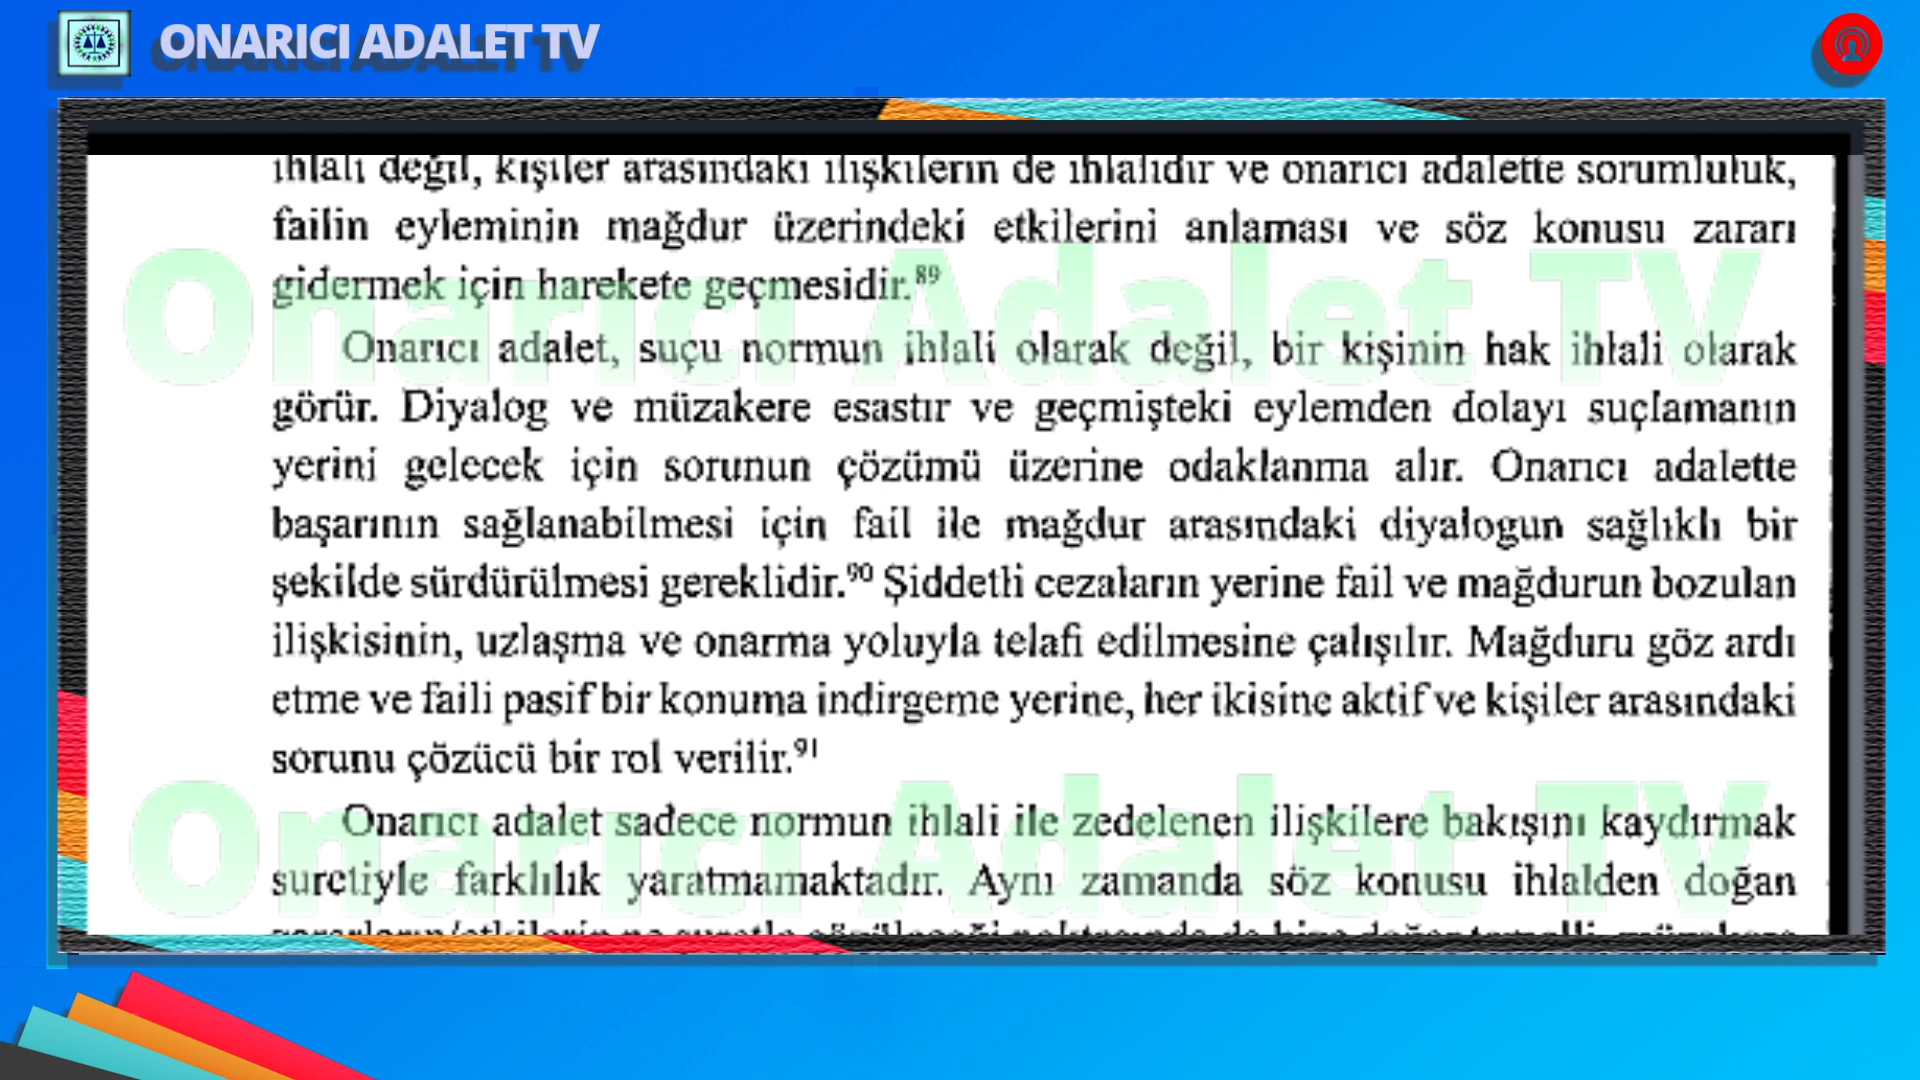 ONARICI ADALET TV
ihlali değil, kişiler arasındaki ilişkilerin de ihlalidir ve onarıcı adalette sorumluluk,
failin eyleminin mağdur üzerindeki etkilerini anlaması ve söz konusu zararı
gidermek için harekete geçmesidir.89
Onarıcı Adalet TV
Onarıcı adalet, suçu normun ihlali olarak değil, bir kişinin hak ihlali olarak
görür. Diyalog ve müzakere esastır ve geçmişteki eylemden dolayı suçlamanın
yerini gelecek için sorunun çözümü üzerine odaklanma alır. Onarıcı adalette
başarının sağlanabilmesi için fail ile mağdur arasındaki diyalogun sağlıklı bir
şekilde sürdürülmesi gereklidir.90 Şiddetli cezaların yerine fail ve mağdurun bozulan
ilişkisinin, uzlaşma ve onarma yoluyla telafi edilmesine çalışılır. Mağduru göz ardı
etme ve faili pasif bir konuma indirgeme yerine, her ikisine aktif ve kişiler arasındaki
sorunu çözücü bir rol verilir.91
Onarıcı Adalet TV
Onarıcı adalet sadece normun ihlali ile zedelenen ilişkilere bakışını kaydırmak
suretiyle farklılık yaratmamaktadır. Aynı zamanda söz konusu ihlalden doğan